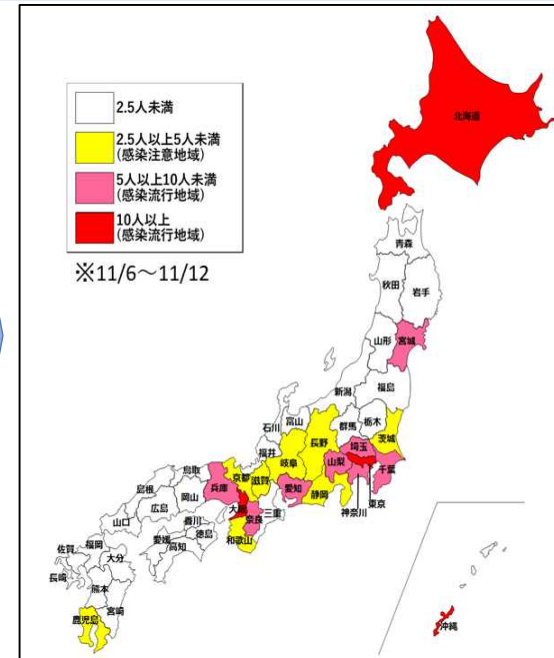 2.5人未満
2.5人以上5人未満
(感染注意地域)
5人以上10人未満
(感染流行地域)
10人以上
(感染流行地域)
※11/6～11/12
北海道
青森
秋田
岩手
山形
宮城
新潟
福島
石川
富山
群馬
栃木
茨城
福井
長野
埼玉
岐阜
山梨
千葉
鳥取
京都
滋賀
愛知
静岡
神奈川
東京
島根
岡山
兵庫
大阪
奈良
三重
広島
山口
香川
徳島
和歌山
愛媛
高知
佐賀
福岡
大分
長崎
熊本
宮崎
鹿児島
沖縄